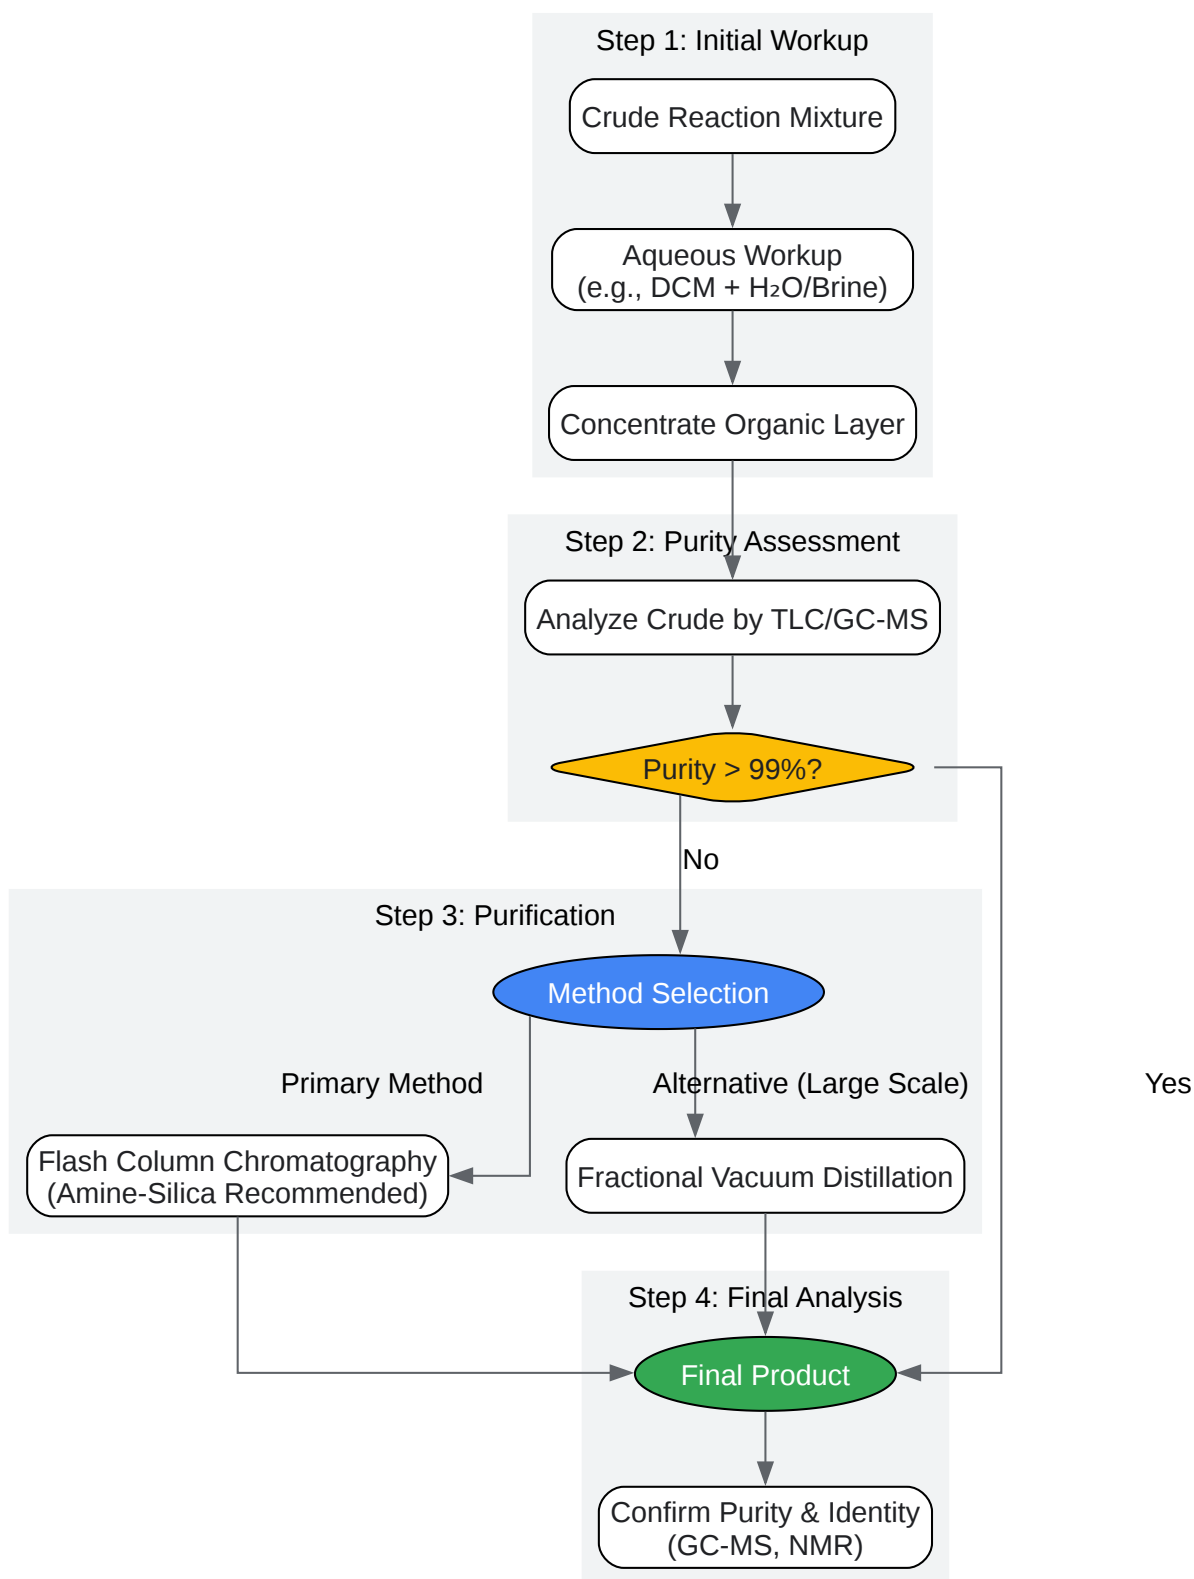 Step 1: Initial Workup
Crude Reaction Mixture
Aqueous Workup
(e.g., DCM + H₂O/Brine)
Concentrate Organic Layer
Step 2: Purity Assessment
Analyze Crude by TLC/GC-MS
Purity > 99%?
No
Step 3: Purification
Method Selection
Primary Method
Alternative (Large Scale)
Yes
Flash Column Chromatography
(Amine-Silica Recommended)
Fractional Vacuum Distillation
Step 4: Final Analysis
Final Product
Confirm Purity & Identity
(GC-MS, NMR)